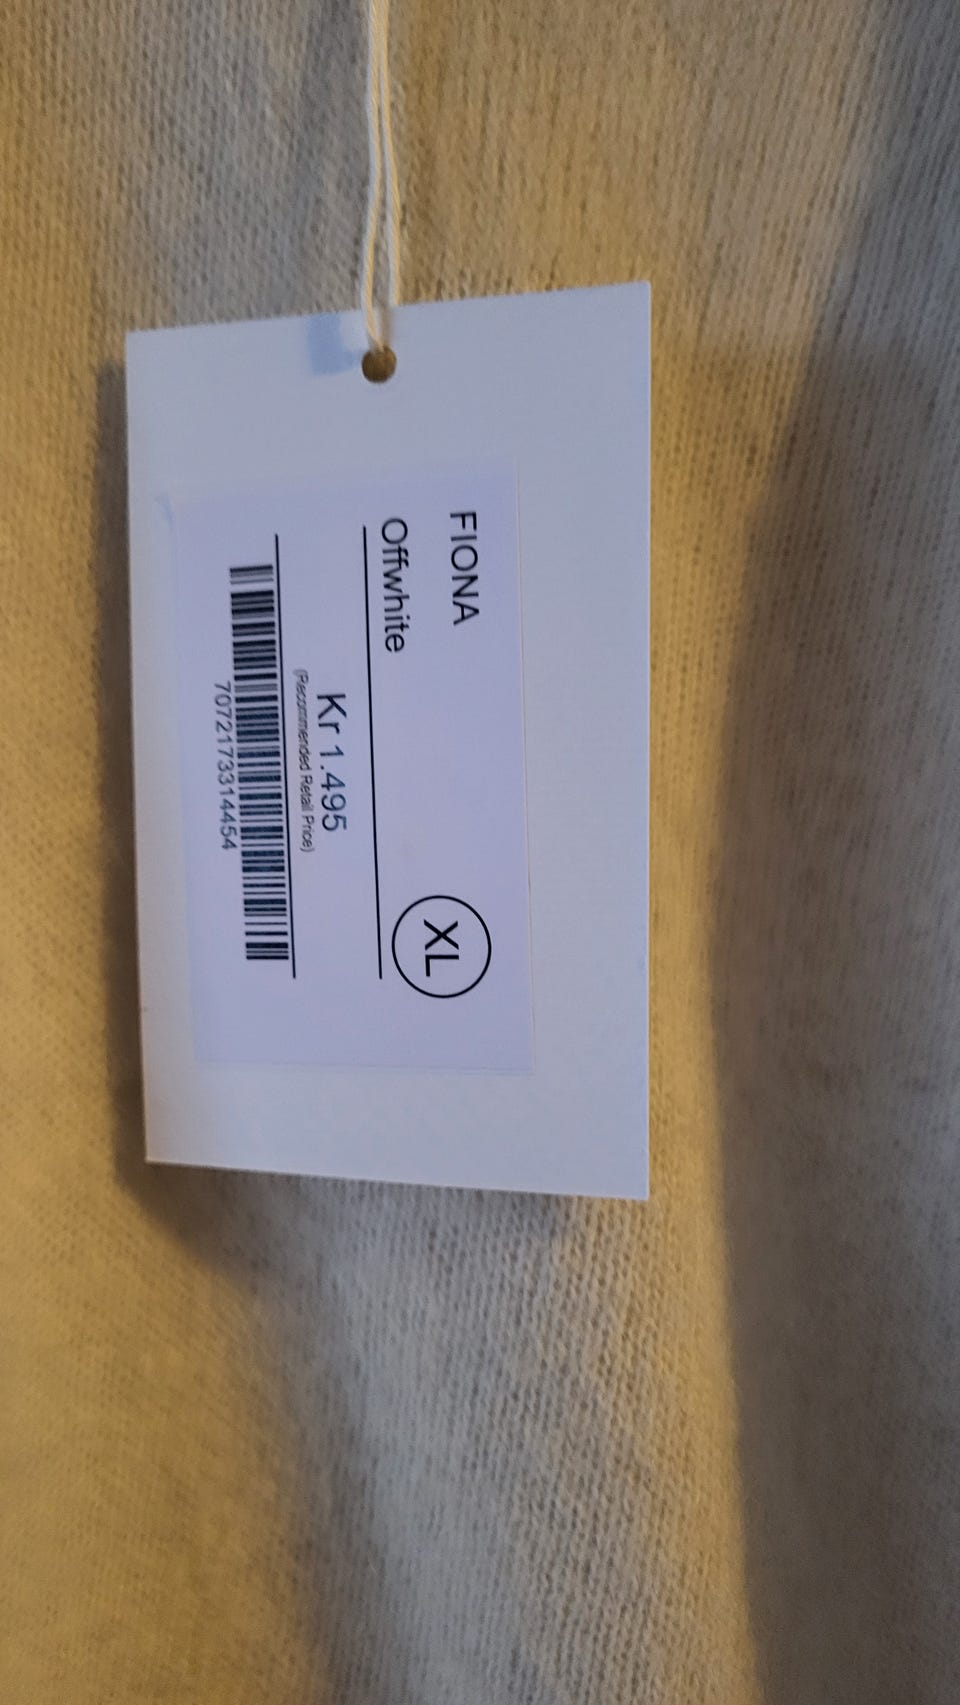 FIONA
Offwhite
XL
Kr 1.495
(Recommended Retail Price)
7072173314454